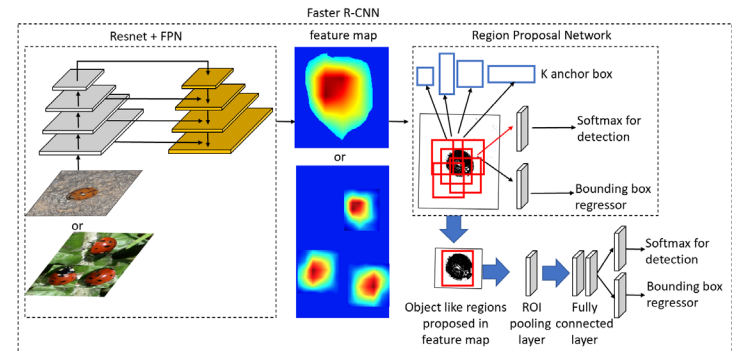 Faster R-CNN
Resnet + FPN
feature map
Region Proposal Network
K anchor box
Softmax for
detection
or
Bounding box
regressor
or
Softmax for
detection
Bounding box
regressor
Object like regions
proposed in
feature map
ROI
pooling
layer
Fully
connected
layer